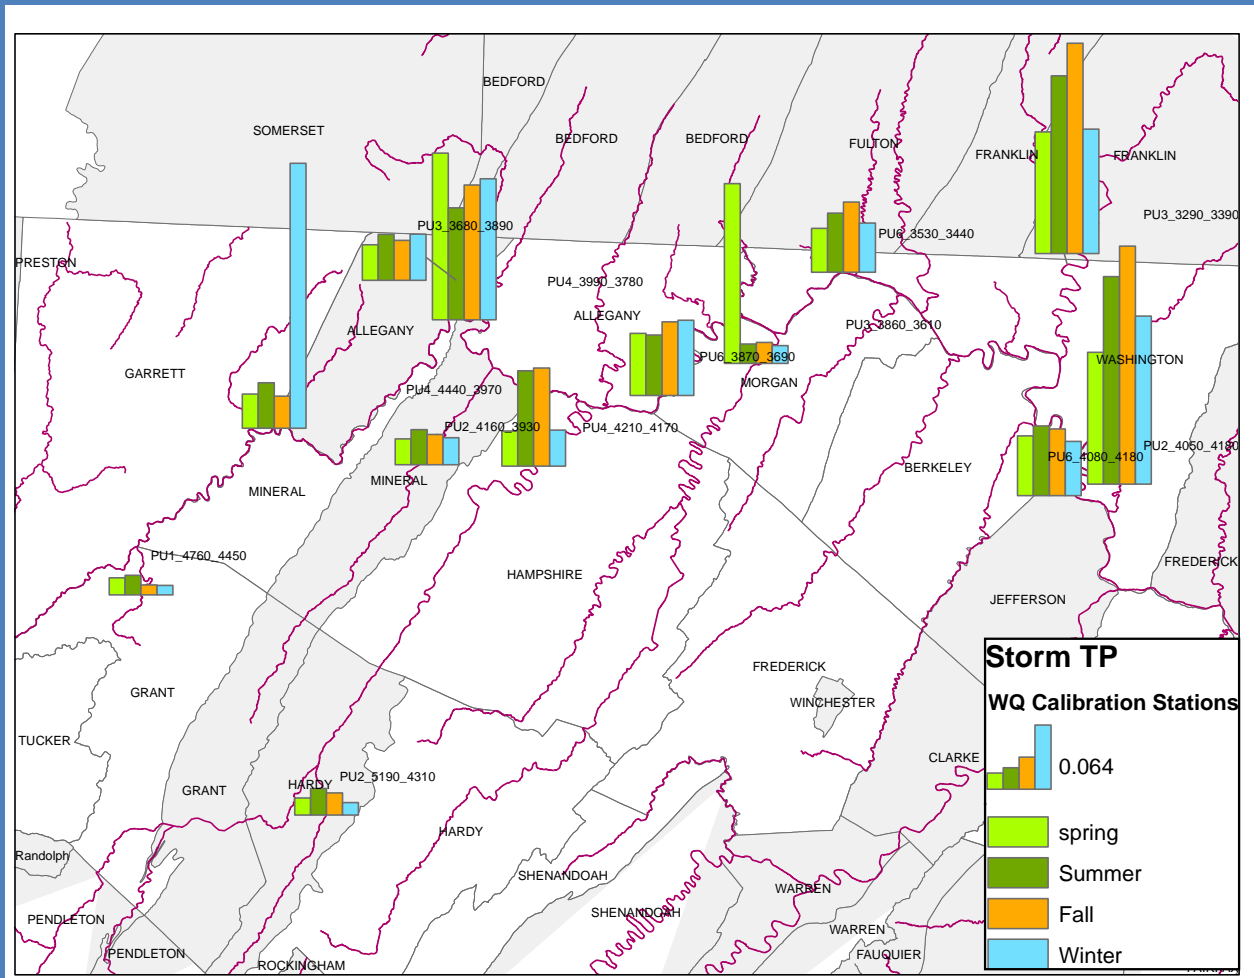 BEDFORD
SOMERSET
BEDFORD
BEDFORD
FULTON
FRANKLIN
FRANKLIN
PU3_3290_3390
PU3_3680_3890
PU6_3530_3440
PRESTON
PU4_3990_3780
ALLEGANY
ALLEGANY
PU3_3860_3610
PU6_3870_3690
WASHINGTON
GARRETT
MORGAN
PU4_4440_3970
PU2_4160_3930
PU4_4210_4170
PU2_4050_4180
PU6_4080_4180
BERKELEY
MINERAL
MINERAL
PU1_4760_4450
FREDERICK
HAMPSHIRE
JEFFERSON
FREDERICK
GRANT
WINCHESTER
TUCKER
CLARKE
PU2_5190_4310
HARDY
GRANT
HARDY
Randolph
SHENANDOAH
WARREN
SHENANDOAH
PENDLETON
WARREN
PENDLETON
FAUQUIER
ROCKINGHAM
Storm TP
WQ Calibration Stations
0.064
spring
Summer
Fall
Winter